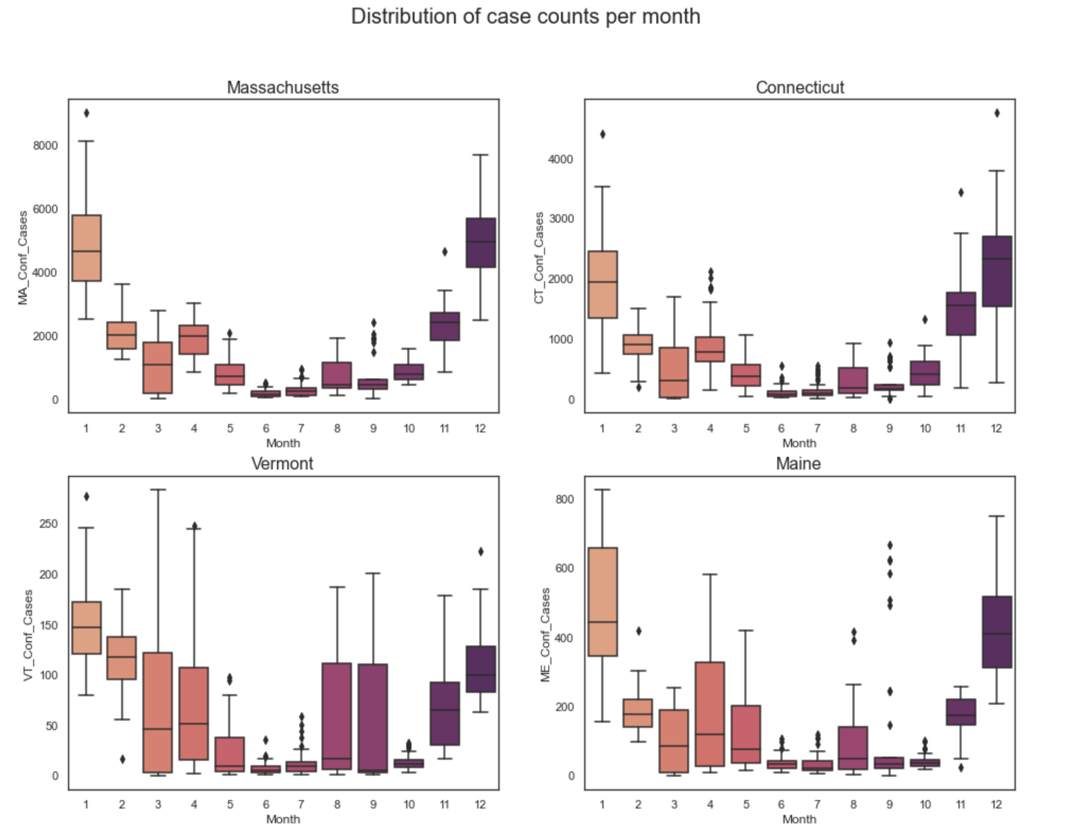 Distribution of case counts per month
Massachusetts
MA_Conf_Cases
8000
6000
4000
2000
0
1 2 3 4 5 6 7 8 9 10 11 12
Month
Connecticut
CT_Conf_Cases
4000
3000
2000
1000
0
1 2 3 4 5 6 7 8 9 10 11 12
Month
Vermont
VT_Conf_Cases
250
200
150
100
50
0
1 2 3 4 5 6 7 8 9 10 11 12
Month
Maine
ME_Conf_Cases
800
600
400
200
0
1 2 3 4 5 6 7 8 9 10 11 12
Month